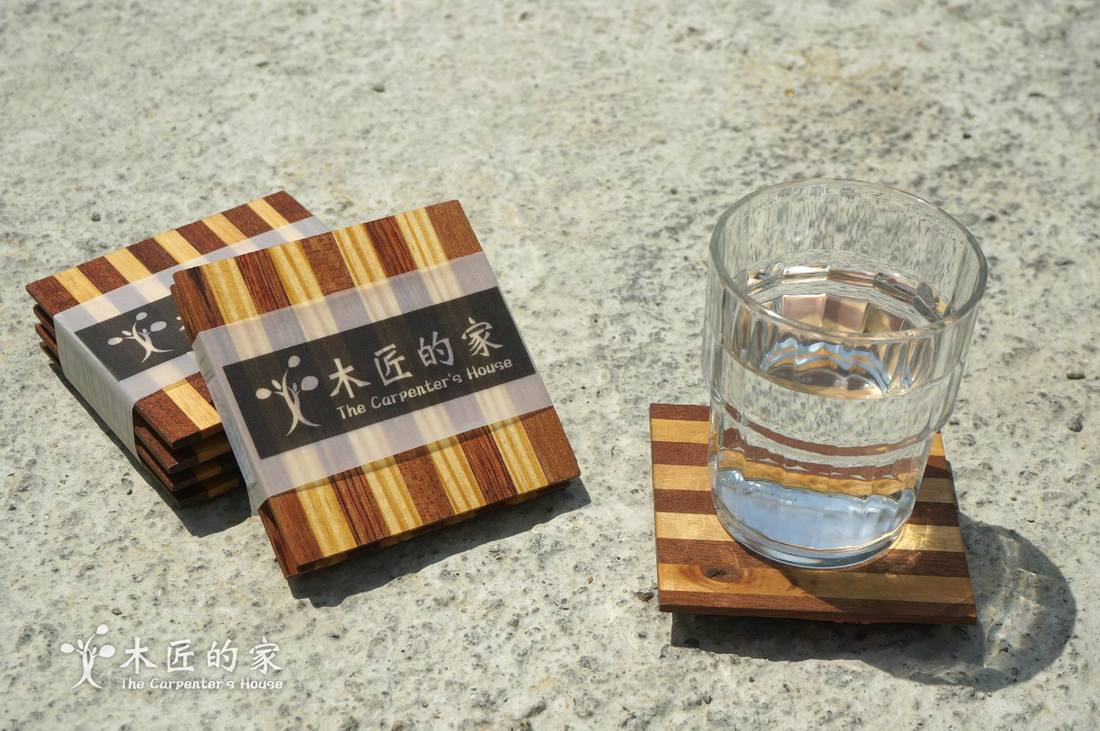 木匠的家
The Carpenter's House
木匠的家
The Carpenter's House